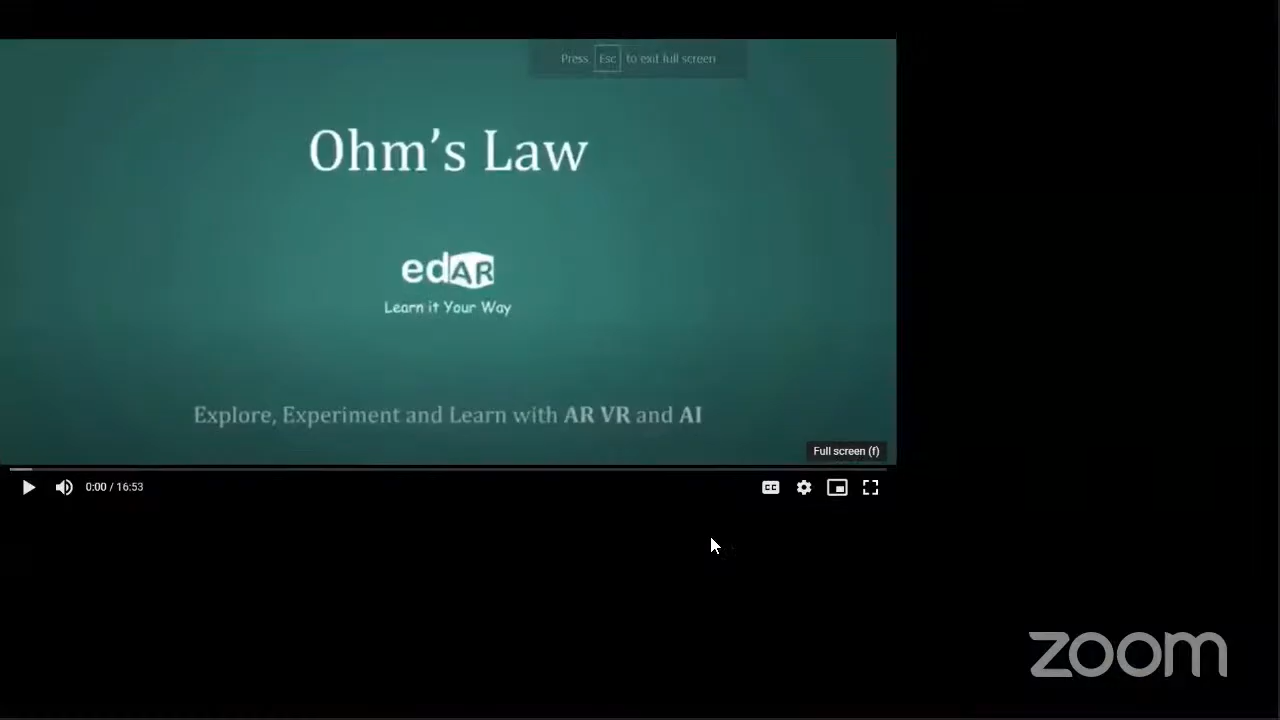 Press Esc to exit full screen
Ohm’s Law
edAR
Learn it Your Way
Explore, Experiment and Learn with AR VR and AI
Full screen (f)
0:00 / 16:53
CC
zoom